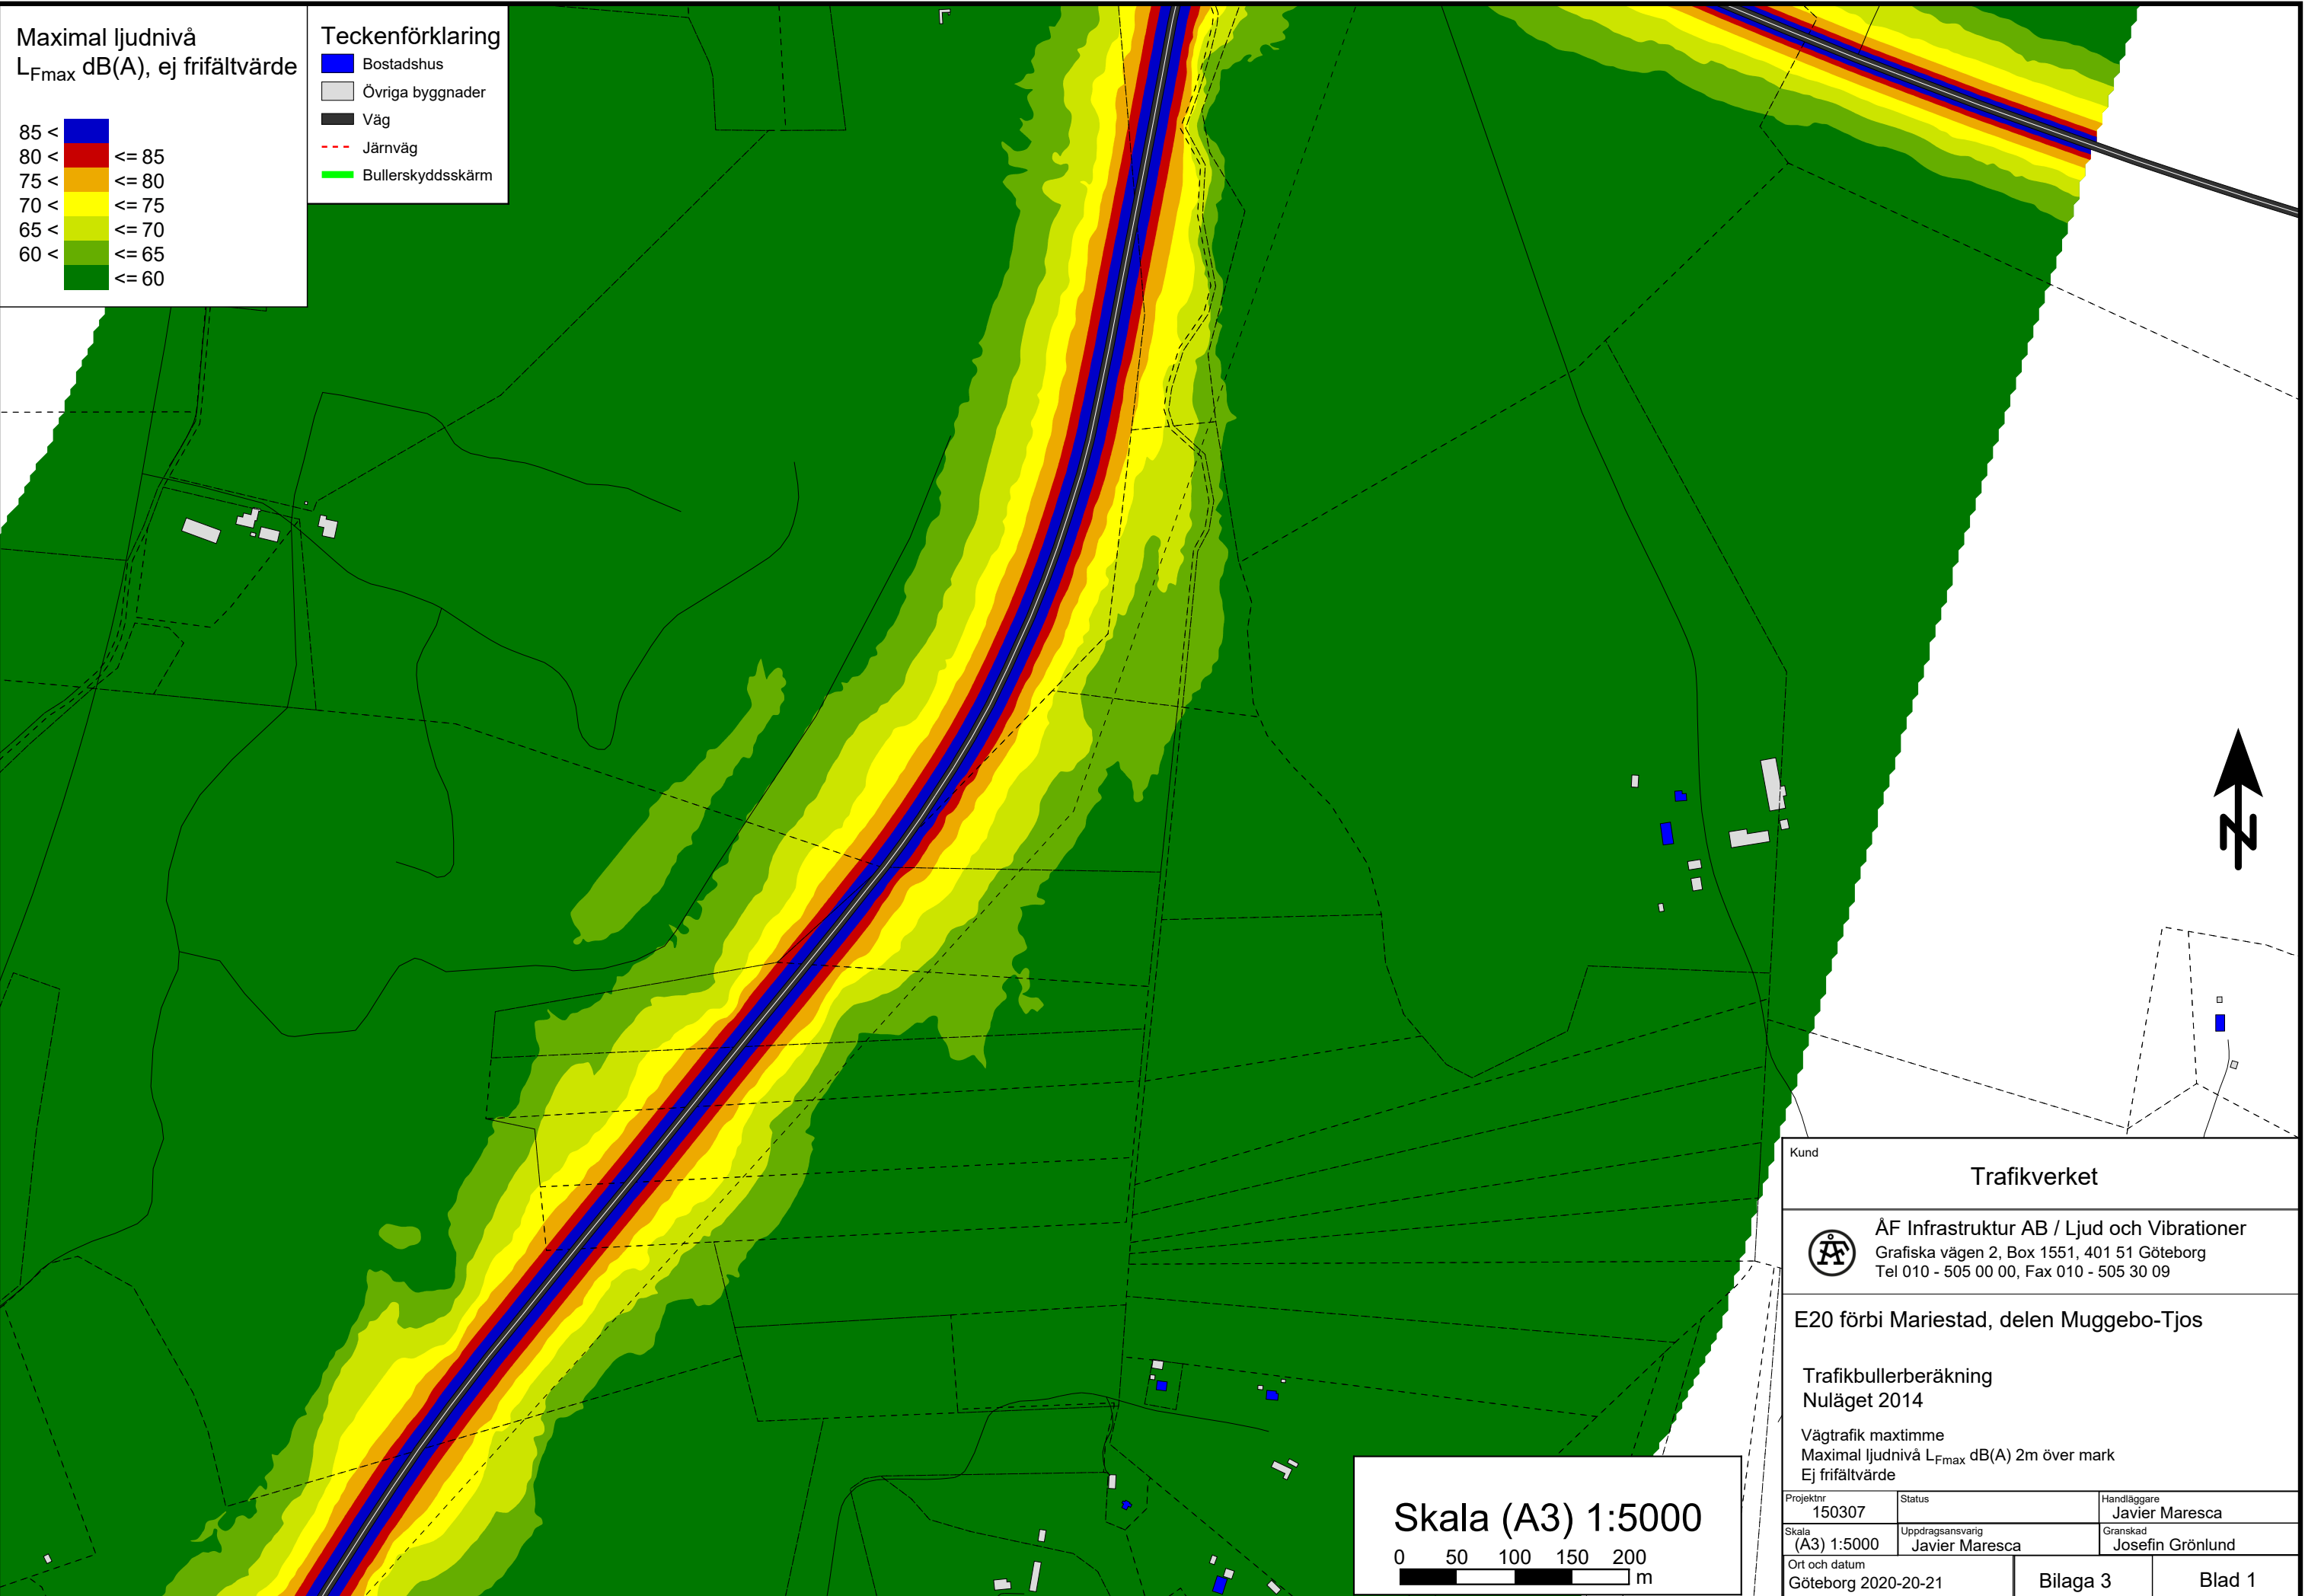 Maximal ljudnivå
LFmax dB(A), ej frifältvärde
85 <
80 < <= 85
75 < <= 80
70 < <= 75
65 < <= 70
60 < <= 65
<= 60
Teckenförklaring
Bostadshus
Övriga byggnader
Väg
Järnväg
Bullerskyddsskärm
N
Skala (A3) 1:5000
0 50 100 150 200
m
Kund
Trafikverket
ÅF
ÅF Infrastruktur AB / Ljud och Vibrationer
Grafiska vägen 2, Box 1551, 401 51 Göteborg
Tel 010 - 505 00 00, Fax 010 - 505 30 09
E20 förbi Mariestad, delen Muggebo-Tjos
Trafikbullerberäkning
Nuläget 2014
Vägtrafik maxtimme
Maximal ljudnivå LFmax dB(A) 2m över mark
Ej frifältvärde
Projektnr
150307
Status
Handläggare
Javier Maresca
Skala
(A3) 1:5000
Uppdragsansvarig
Javier Maresca
Granskad
Josefin Grönlund
Ort och datum
Göteborg 2020-20-21
Bilaga 3
Blad 1